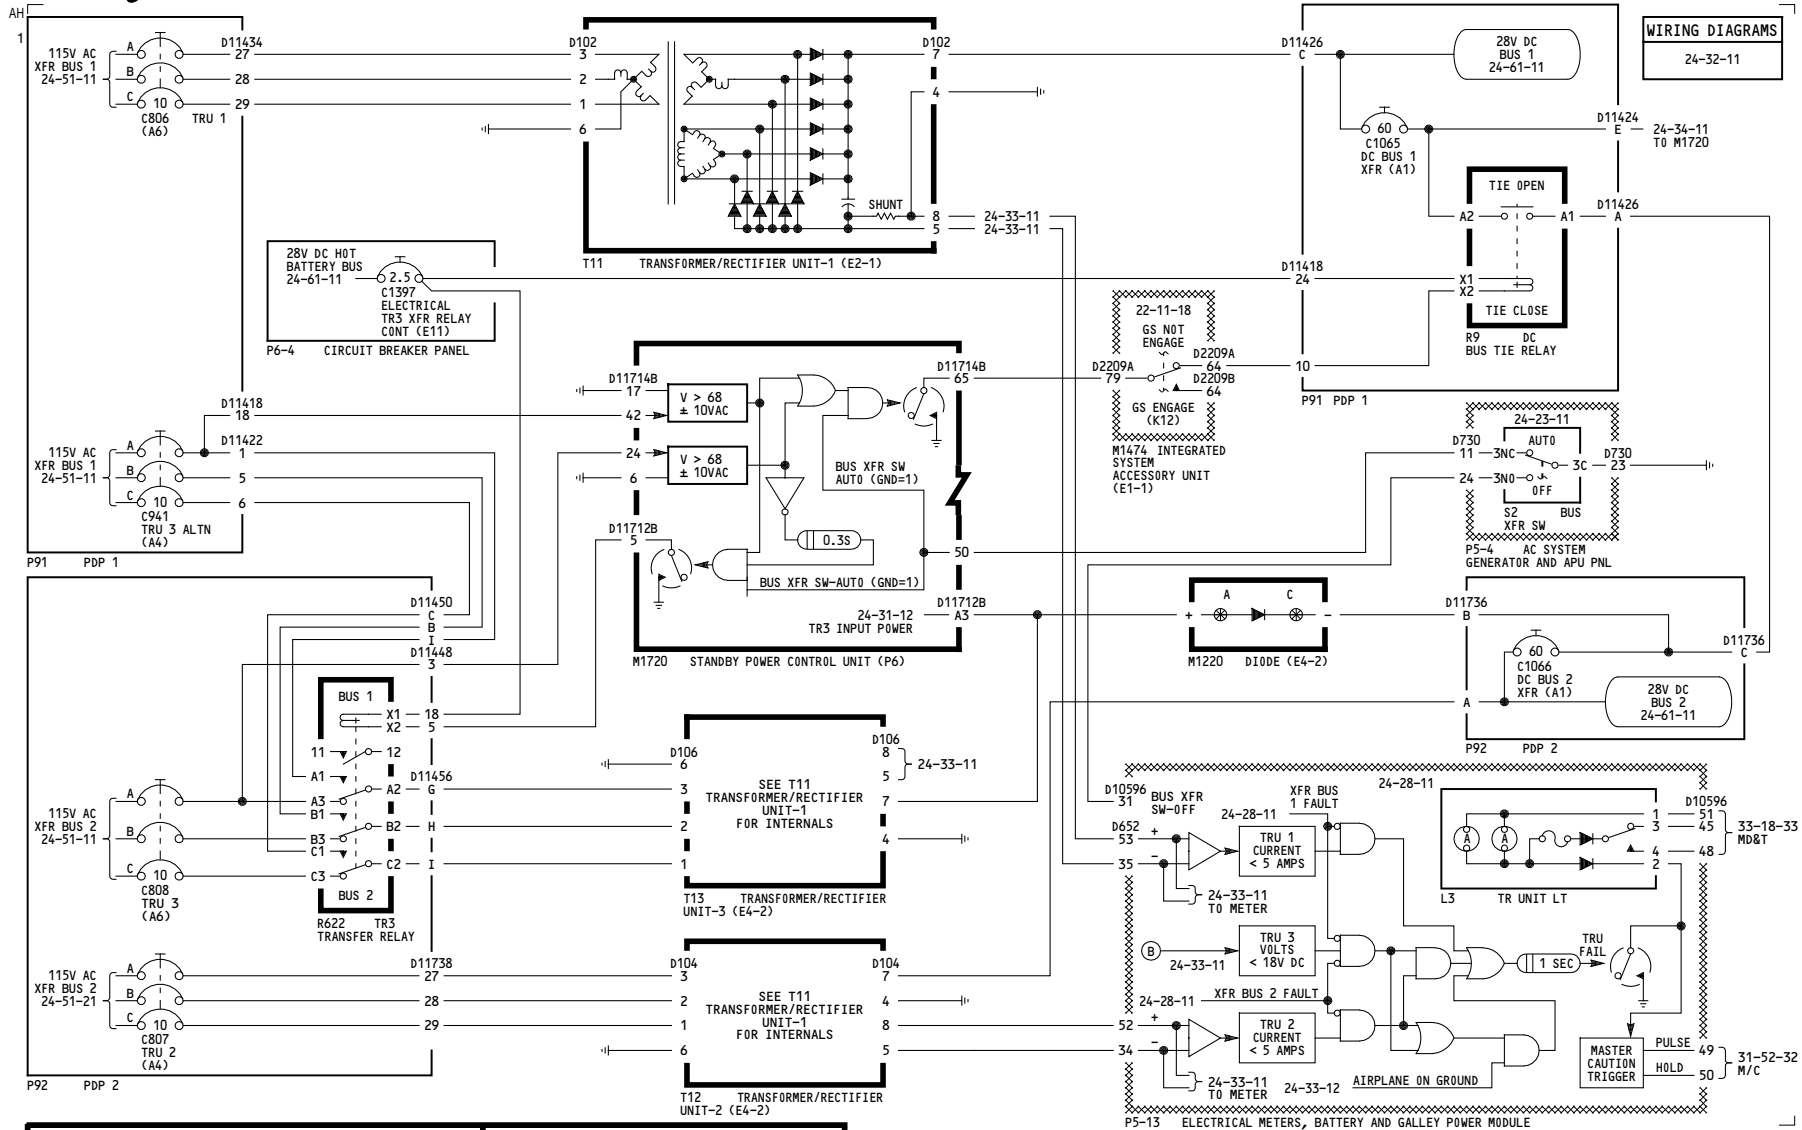 AH
1
WIRING DIAGRAMS
24-32-11
115V AC
XFR BUS 1
24-51-11
A
B
C
10
C806
(A6)
TRU 1
D11434
27
28
29
D102
3
2
1
6
D102
7
4
SHUNT
8
5
24-33-11
24-33-11
T11 TRANSFORMER/RECTIFIER UNIT-1 (E2-1)
D11426
C
28V DC
BUS 1
24-61-11
60
C1065
DC BUS 1
XFR (A1)
D11424
E
24-34-11
TO M1720
TIE OPEN
A2
A1
D11426
A
X1
X2
TIE CLOSE
R9 DC
BUS TIE RELAY
D11418
24
10
P91 PDP 1
28V DC HOT
BATTERY BUS
24-61-11
2.5
C1397
ELECTRICAL
TR3 XFR RELAY
CONT (E11)
P6-4 CIRCUIT BREAKER PANEL
22-11-18
GS NOT
ENGAGE
D2209A
79
D2209A
64
D2209B
64
GS ENGAGE
(K12)
M1474 INTEGRATED
SYSTEM
ACCESSORY UNIT
(E1-1)
D11714B
17
42
24
6
V > 68
± 10VAC
V > 68
± 10VAC
D11714B
65
BUS XFR SW
AUTO (GND=1)
D11712B
5
0.3S
50
BUS XFR SW-AUTO (GND=1)
24-31-12
TR3 INPUT POWER
D11712B
A3
M1720 STANDBY POWER CONTROL UNIT (P6)
115V AC
XFR BUS 1
24-51-11
A
B
C
10
C941
TRU 3 ALTN
(A4)
D11418
18
D11422
1
5
6
P91 PDP 1
24-23-11
D730
11
24
3NC
3NO
AUTO
OFF
3C
D730
23
S2 BUS
XFR SW
P5-4 AC SYSTEM
GENERATOR AND APU PNL
+
A
C
-
M1220 DIODE (E4-2)
D11736
B
A
60
C1066
DC BUS 2
XFR (A1)
D11736
C
28V DC
BUS 2
24-61-11
P92 PDP 2
D11450
C
B
I
D11448
3
BUS 1
X1
X2
18
5
11
12
A1
A3
A2
D11456
G
B1
B3
B2
H
C1
C3
C2
I
BUS 2
R622 TR3
TRANSFER RELAY
115V AC
XFR BUS 2
24-51-11
A
B
C
10
C808
TRU 3
(A6)
115V AC
XFR BUS 2
24-51-21
A
B
C
10
C807
TRU 2
(A4)
D11738
27
28
29
P92 PDP 2
D106
6
3
2
1
SEE T11
TRANSFORMER/RECTIFIER
UNIT-1
FOR INTERNALS
D106
8
5
24-33-11
7
4
T13 TRANSFORMER/RECTIFIER
UNIT-3 (E4-2)
D104
3
2
1
6
SEE T11
TRANSFORMER/RECTIFIER
UNIT-1
FOR INTERNALS
D104
7
4
8
5
T12 TRANSFORMER/RECTIFIER
UNIT-2 (E4-2)
D10596
31
BUS XFR
SW-OFF
D652
53
35
+
-
24-28-11
XFR BUS
1 FAULT
24-28-11
TRU 1
CURRENT
< 5 AMPS
24-33-11
TO METER
B
24-33-11
TRU 3
VOLTS
< 18V DC
24-28-11
XFR BUS 2 FAULT
52
34
+
-
TRU 2
CURRENT
< 5 AMPS
24-33-11
TO METER
24-33-12
AIRPLANE ON GROUND
1 SEC
TRU
FAIL
A
A
1
3
4
2
L3 TR UNIT LT
D10596
51
45
48
33-18-33
MD&T
MASTER
CAUTION
TRIGGER
PULSE
HOLD
49
50
31-52-32
M/C
P5-13 ELECTRICAL METERS, BATTERY AND GALLEY POWER MODULE